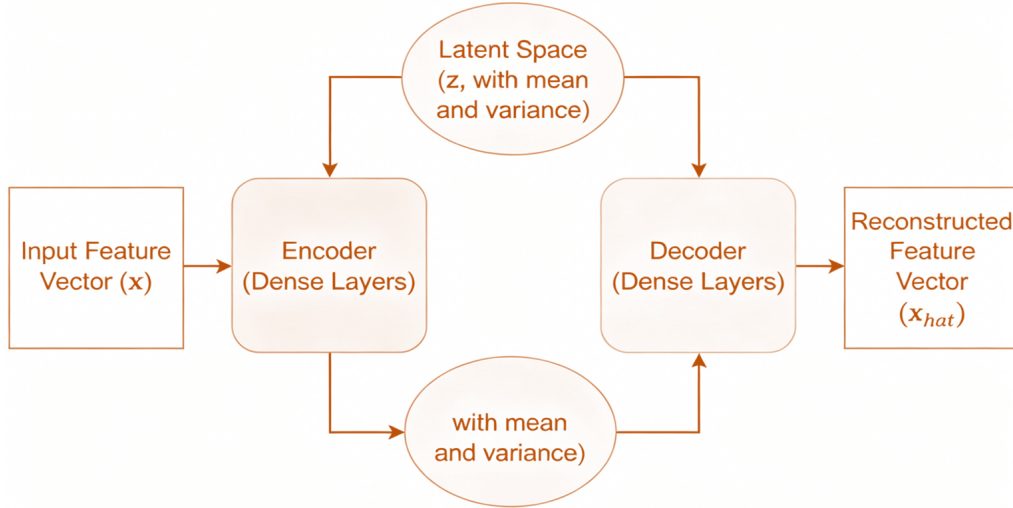 Latent Space
(z, with mean
and variance)
Input Feature
Vector (x)
Encoder
(Dense Layers)
Decoder
(Dense Layers)
Reconstructed
Feature
Vector
(x_hat)
with mean
and variance)